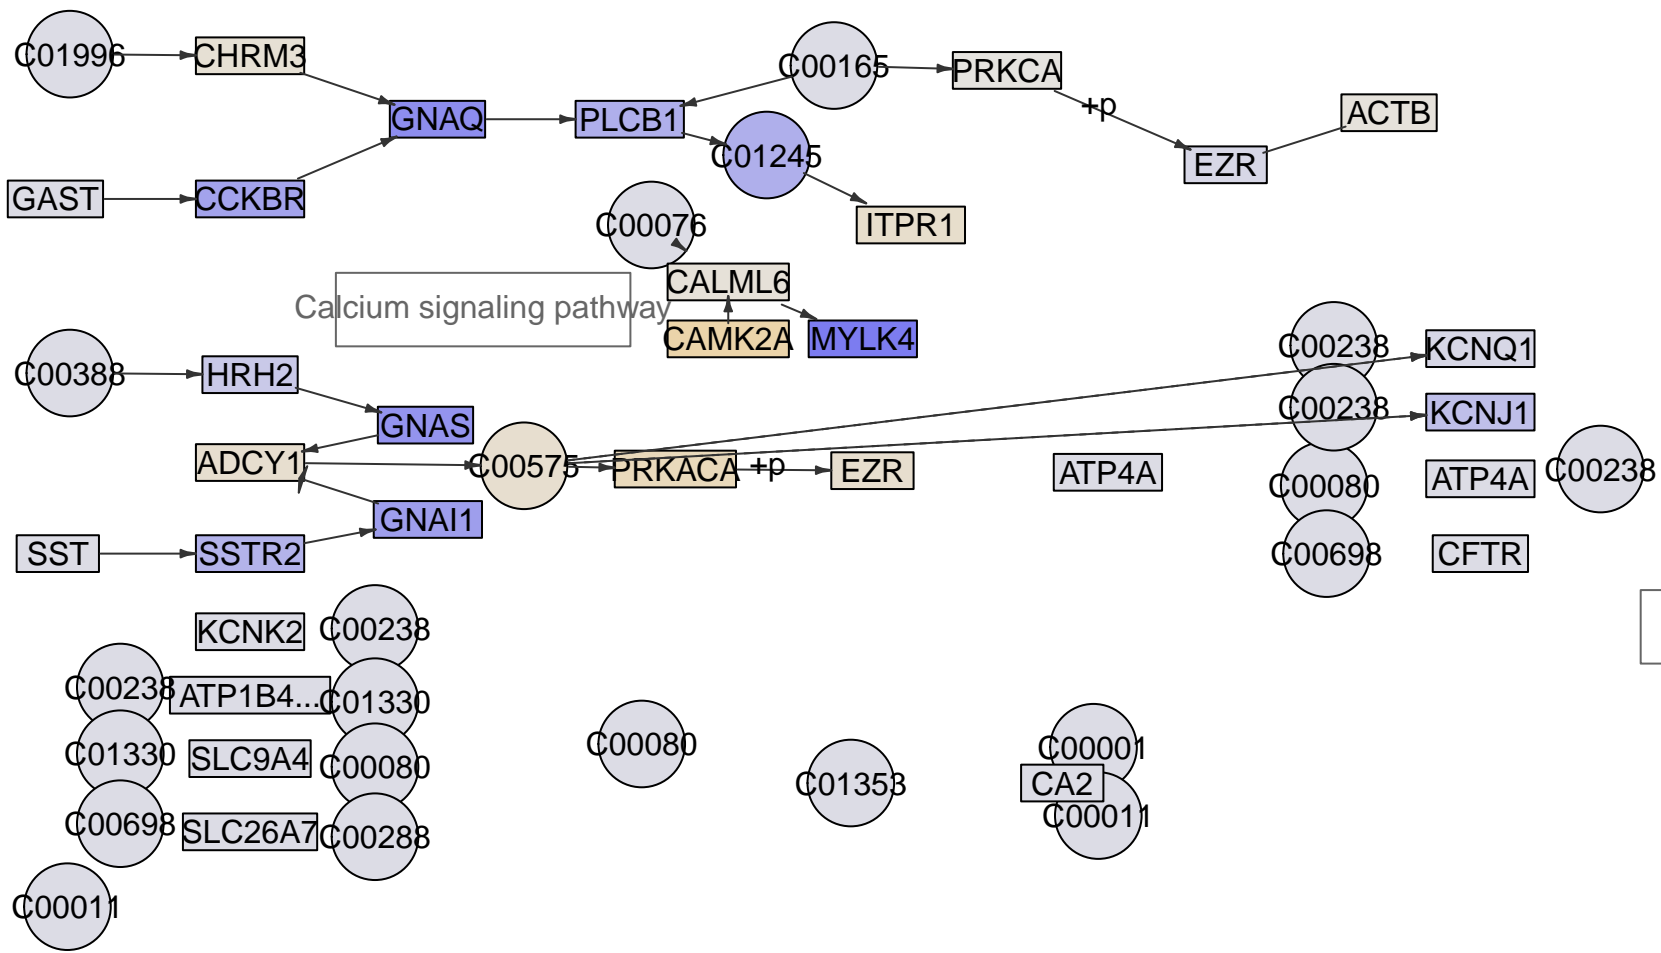 C01996
CHRM3
C00165
PRKCA
+p
ACTB
GNAQ
PLCB1
C01245
EZR
GAST
CCKBR
C00076
ITPR1
CALML6
Calcium signaling pathway
CAMK2A
MYLK4
C00238
KCNQ1
C00388
HRH2
C00238
KCNJ1
GNAS
ADCY1
C00575
PRKACA
+p
EZR
ATP4A
C00080
ATP4A
C00238
GNAI1
SST
SSTR2
C00698
CFTR
KCNK2
C00238
C00238
ATP1B4...
C01330
C01330
SLC9A4
C00080
C00080
C01353
C00001
CA2
C00011
C00698
SLC26A7
C00288
C00011